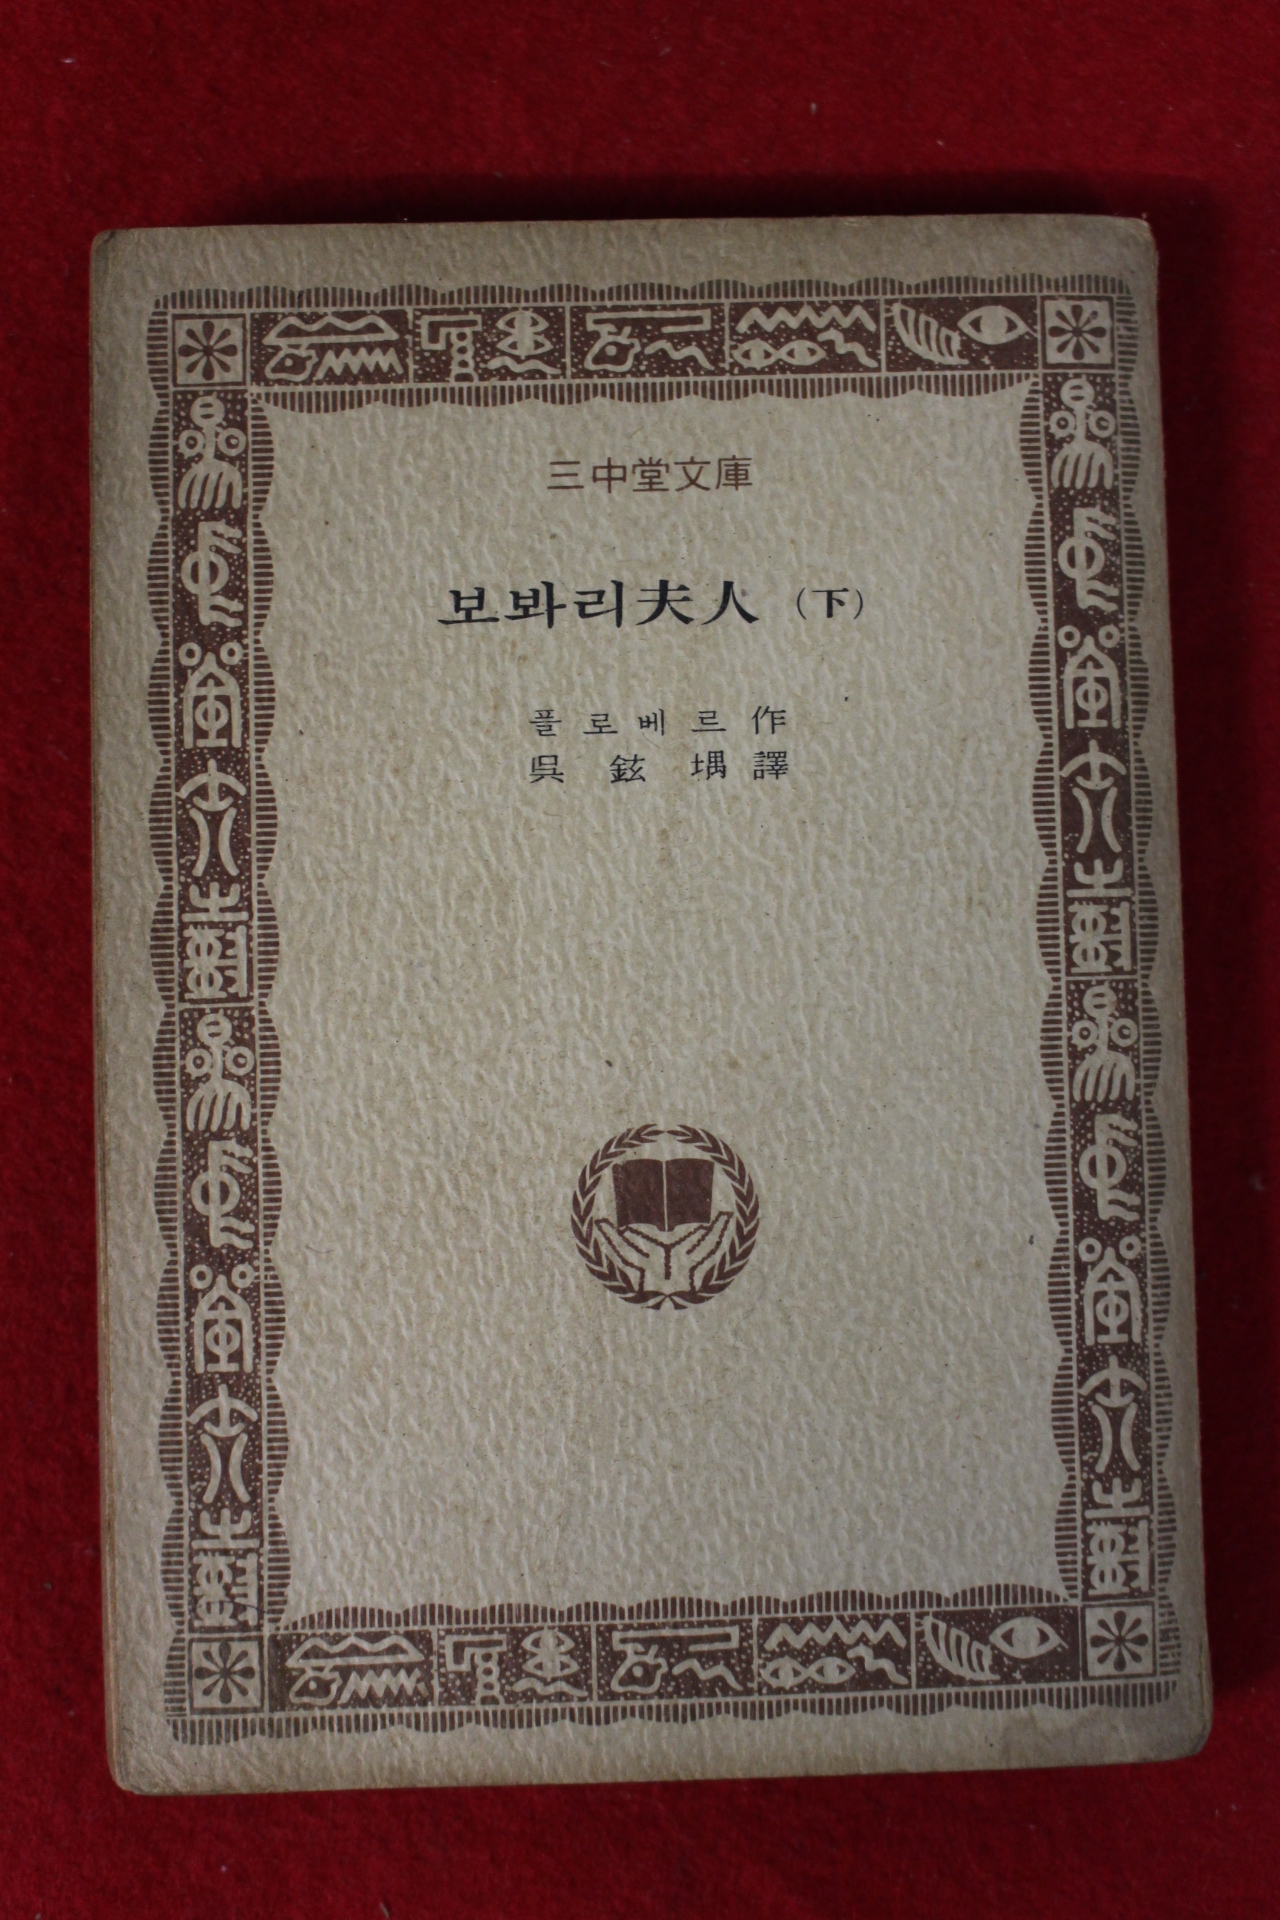 三中堂文庫
보봐리夫人 (下)
플로베르 作
吳鉉堣 譯